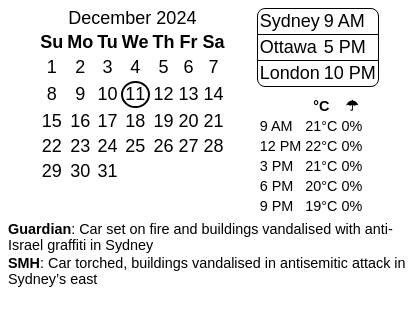 December 2024
Su Mo Tu We Th Fr Sa
1 2 3 4 5 6 7
8 9 10 11 12 13 14
15 16 17 18 19 20 21
22 23 24 25 26 27 28
29 30 31
Sydney 9 AM
Ottawa 5 PM
London 10 PM
°C ☂
9 AM 21°C 0%
12 PM 22°C 0%
3 PM 21°C 0%
6 PM 20°C 0%
9 PM 19°C 0%
Guardian: Car set on fire and buildings vandalised with anti-
Israel graffiti in Sydney
SMH: Car torched, buildings vandalised in antisemitic attack in
Sydney’s east